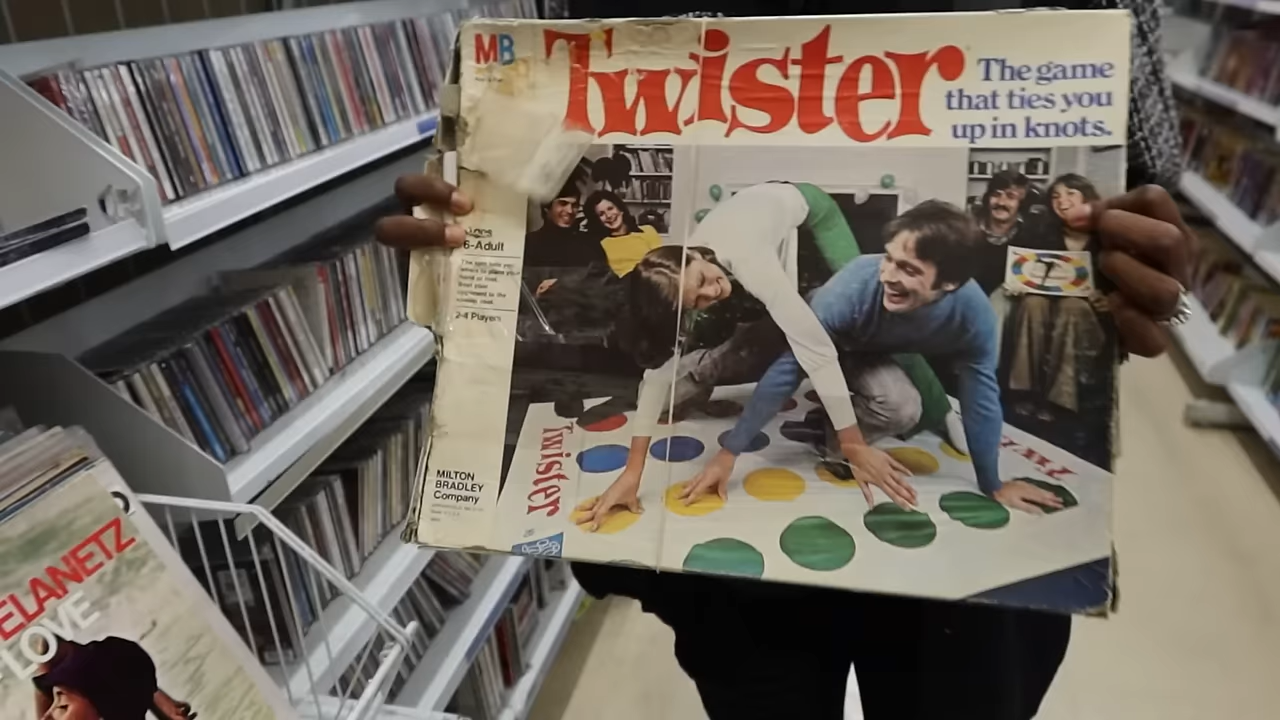 MB
Twister
The game
that ties you
up in knots.
6-Adult
2-4 Players
MILTON
BRADLEY
Company
Twister
Twi
ELANETZ
LOVE